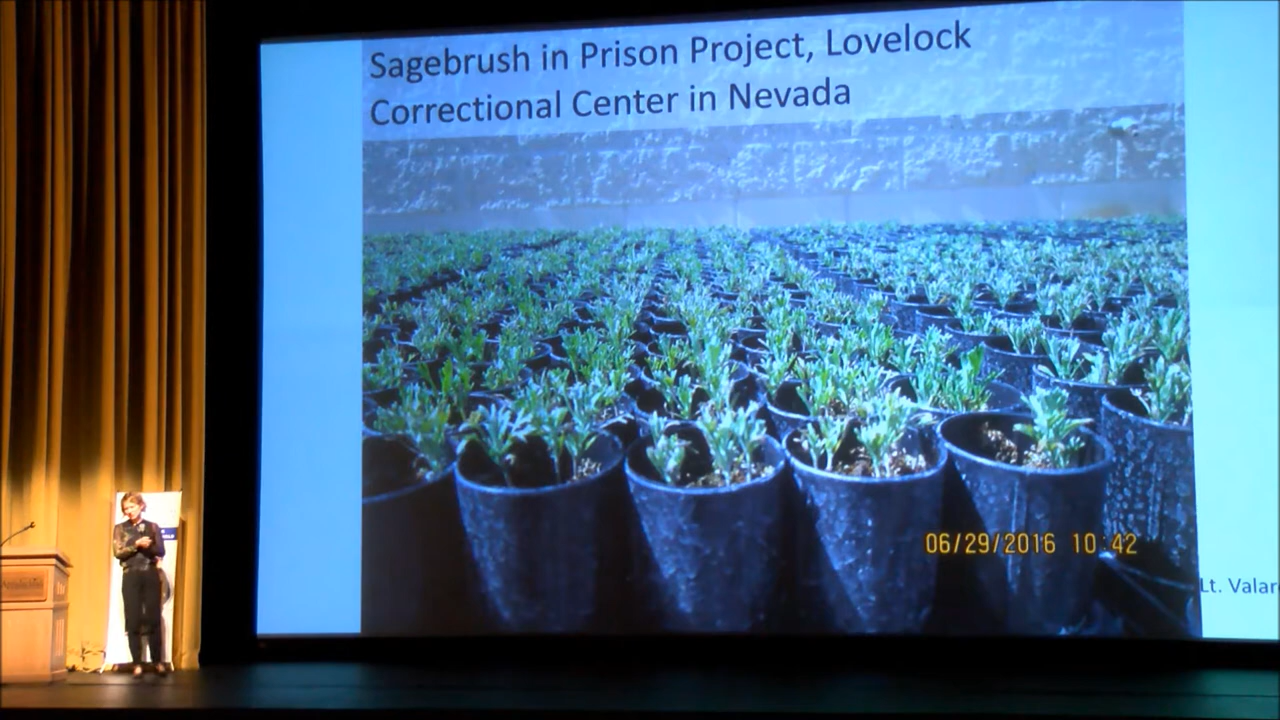 Sagebrush in Prison Project, Lovelock
Correctional Center in Nevada
06/29/2016 10:42
Lt. Valar